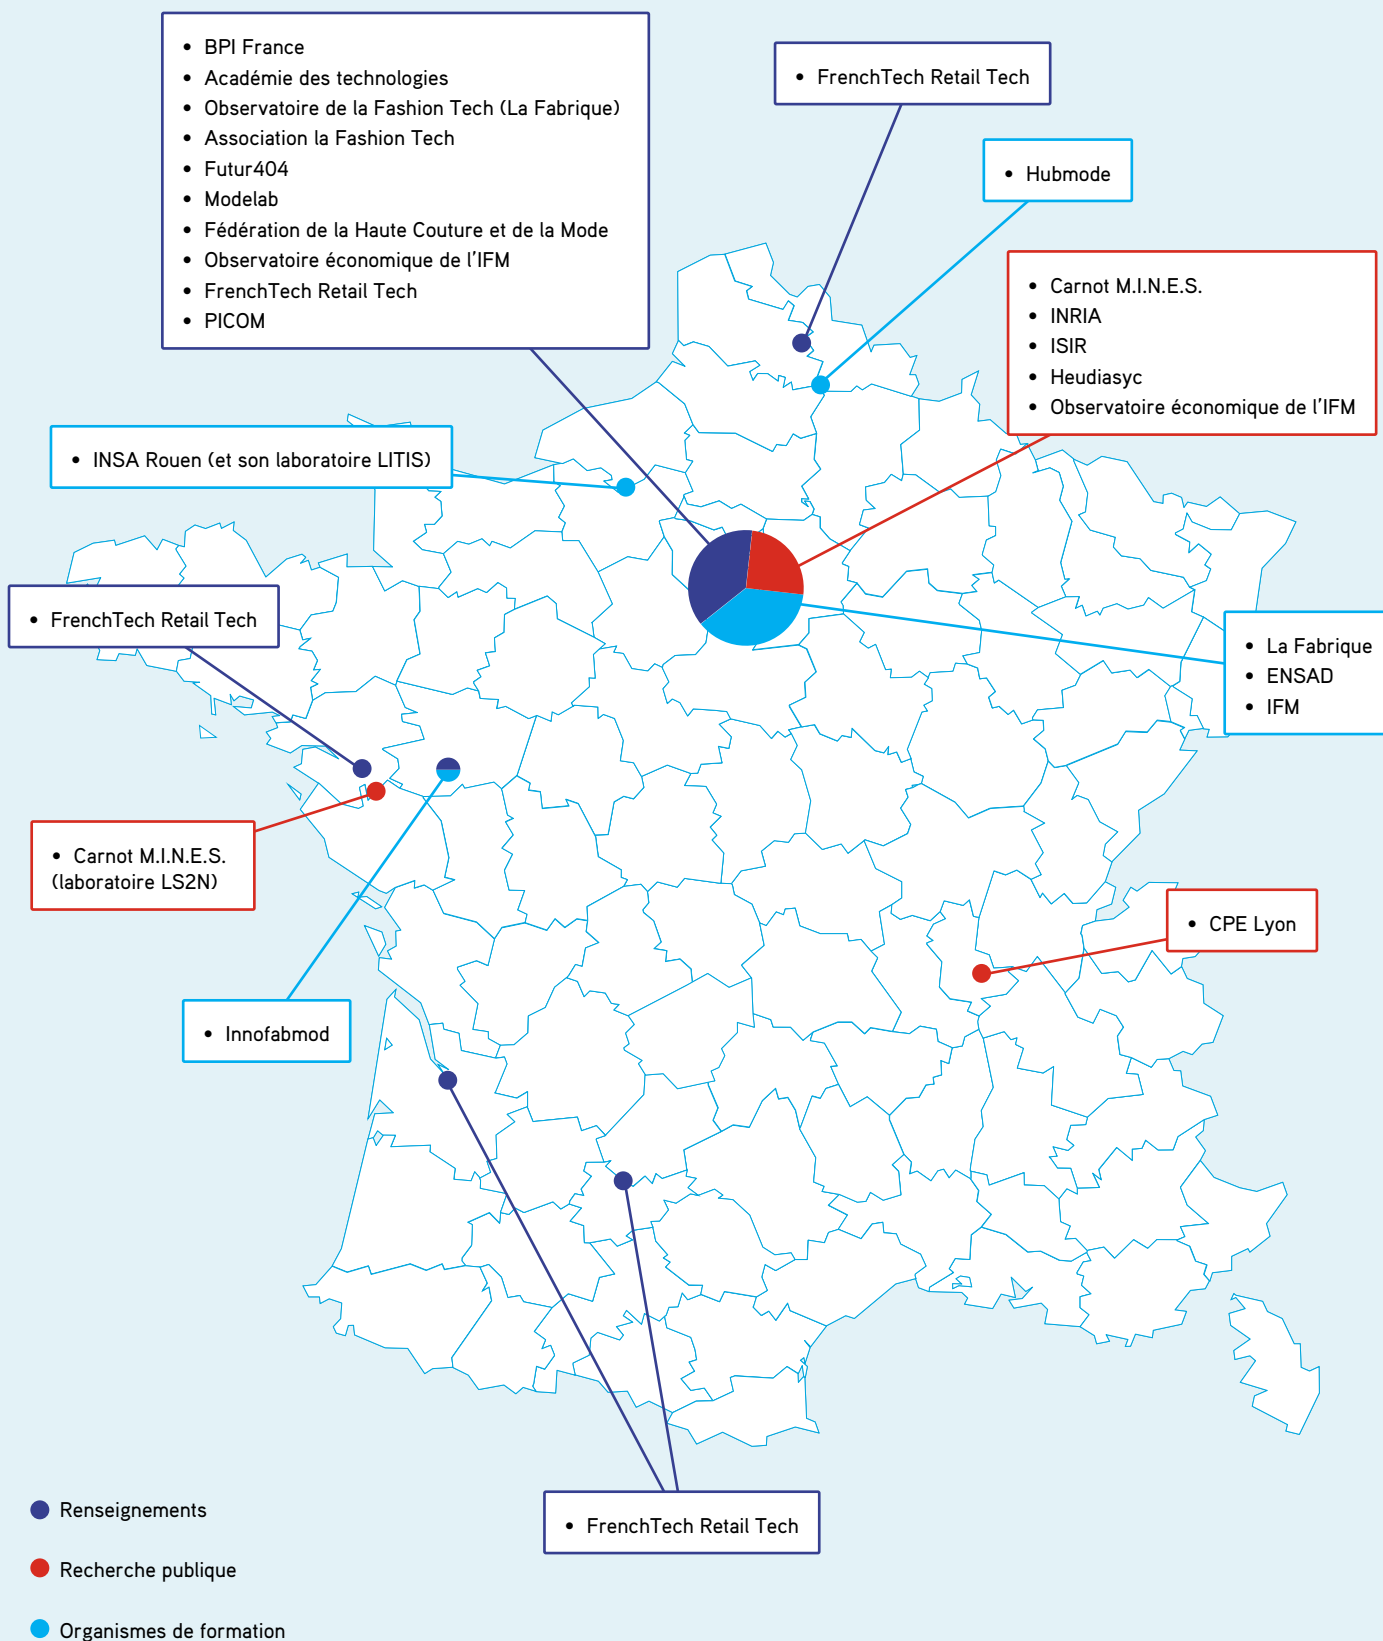 • BPI France
• Académie des technologies
• Observatoire de la Fashion Tech (La Fabrique)
• Association la Fashion Tech
• Futur404
• Modelab
• Fédération de la Haute Couture et de la Mode
• Observatoire économique de l'IFM
• FrenchTech Retail Tech
• PICOM
• FrenchTech Retail Tech
• Hubmode
• Carnot M.I.N.E.S.
• INRIA
• ISIR
• Heudiasyc
• Observatoire économique de l'IFM
• INSA Rouen (et son laboratoire LITIS)
• FrenchTech Retail Tech
• La Fabrique
• ENSAD
• IFM
• Carnot M.I.N.E.S.
(laboratoire LS2N)
• CPE Lyon
• Innofabmod
• FrenchTech Retail Tech
Renseignements
Recherche publique
Organismes de formation